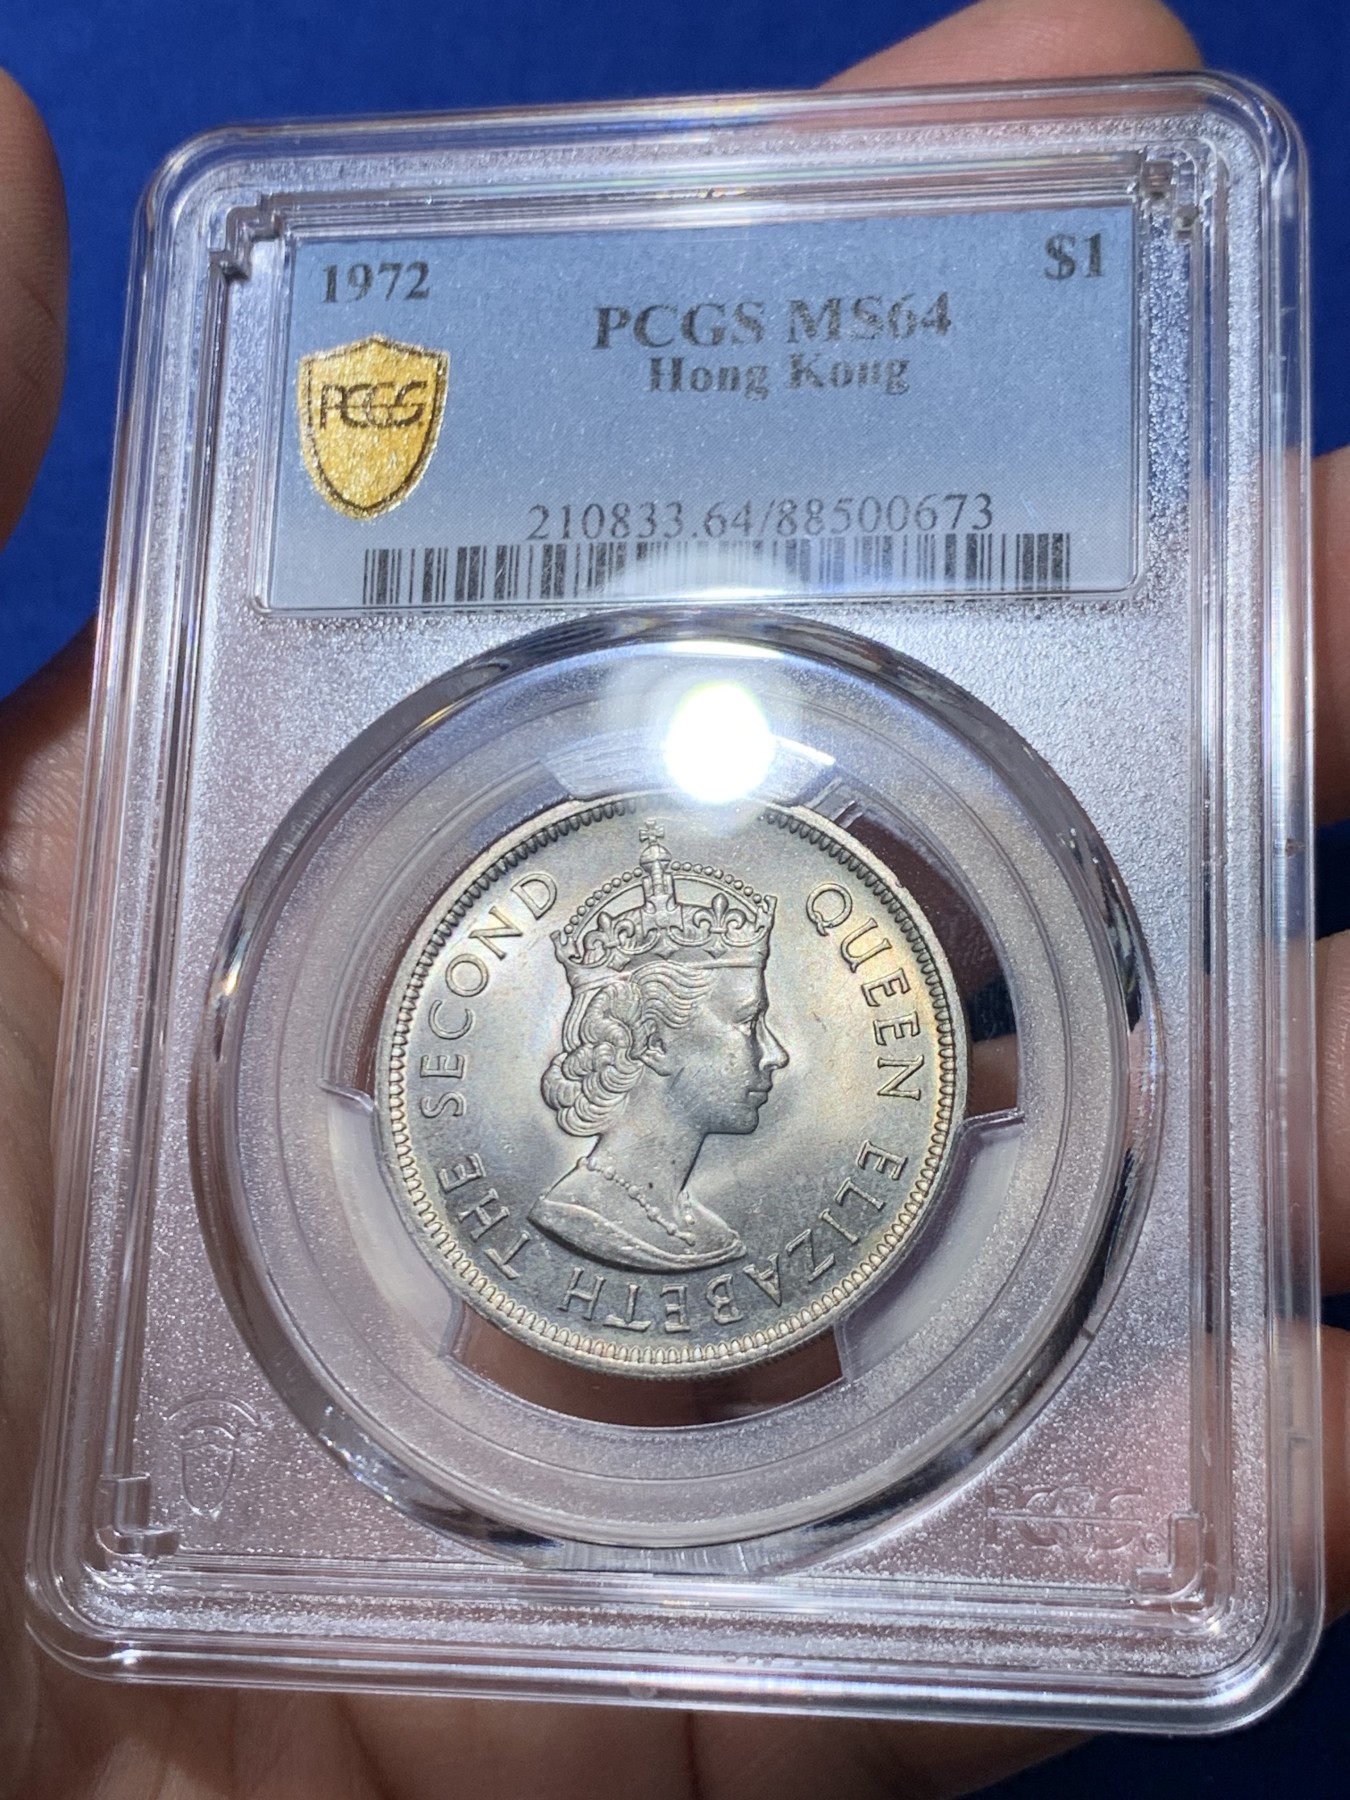 1972
$1
PCGS MS64
Hong Kong
PCGS
210833.64/88500673
QUEEN ELIZABETH THE SECOND
PCGS